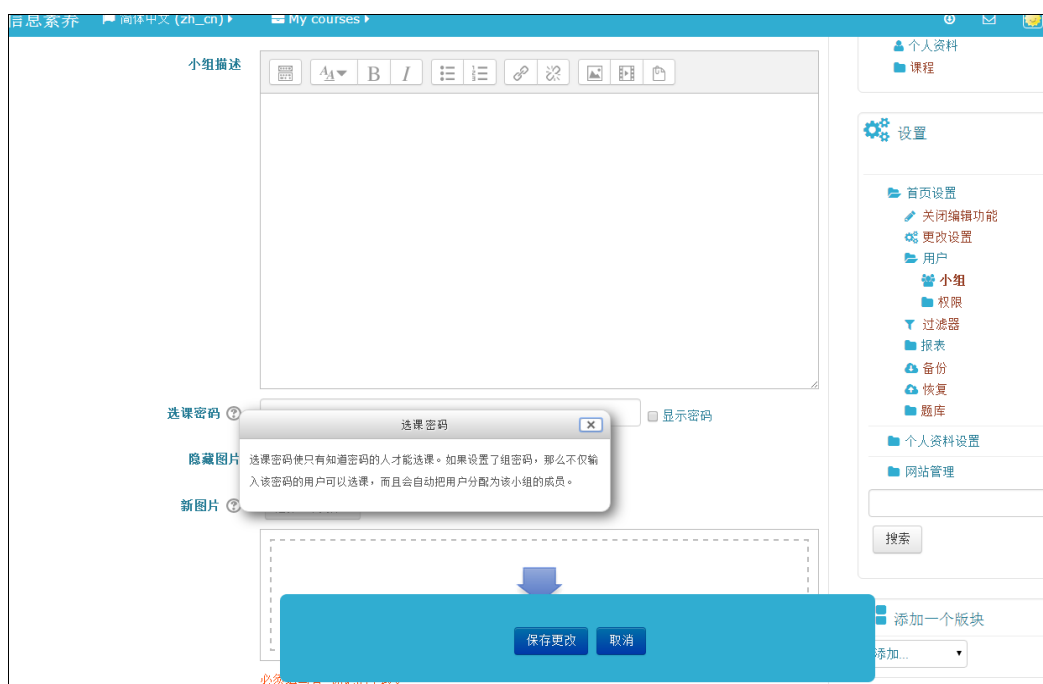 信息素养 简体中文 (zh_cn) My courses
小组描述
B I
选课密码
显示密码
选课密码
选课密码使只有知道密码的人才能选课。如果设置了组密码，那么不仅输
入该密码的用户可以选课，而且会自动把用户分配为该小组的成员。
隐藏图片
新图片
保存更改 取消
个人资料
课程
设置
首页设置
关闭编辑功能
更改设置
用户
小组
权限
过滤器
报表
备份
恢复
题库
个人资料设置
网站管理
搜索
添加一个版块
添加...